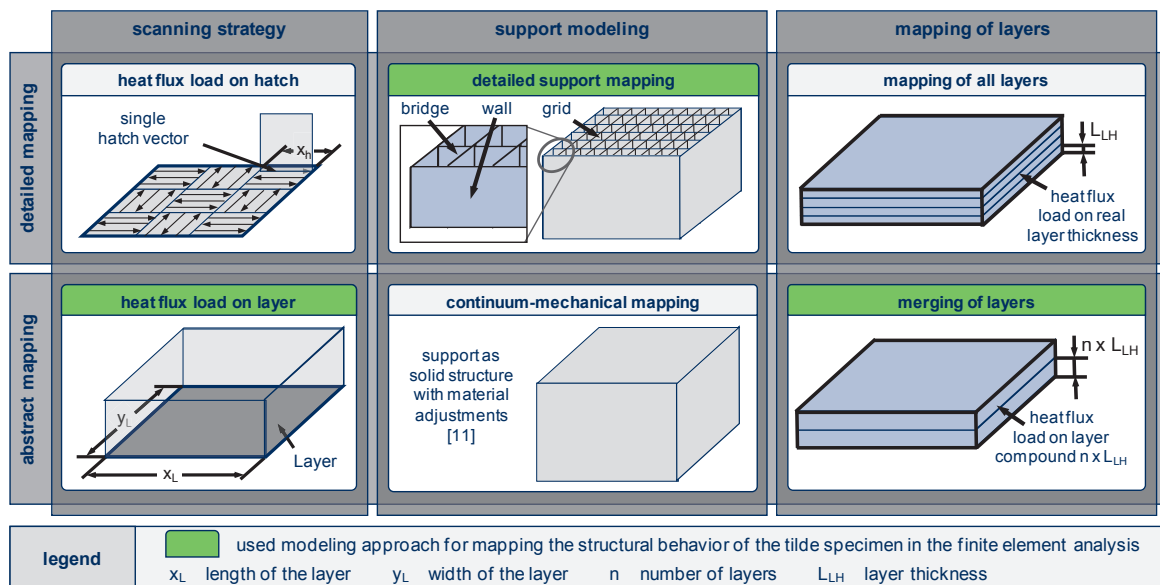 scanning strategy
support modeling
mapping of layers
detailed mapping
heat flux load on hatch
single
hatch vector
xh
detailed support mapping
bridge
wall
grid
mapping of all layers
LLH
heat flux
load on real
layer thickness
abstract mapping
heat flux load on layer
yL
xL
Layer
continuum-mechanical mapping
support as
solid structure
with material
adjustments
[11]
merging of layers
n x LLH
heat flux
load on layer
compound n x LLH
legend
used modeling approach for mapping the structural behavior of the tilde specimen in the finite element analysis
xL length of the layer yL width of the layer n number of layers LLH layer thickness